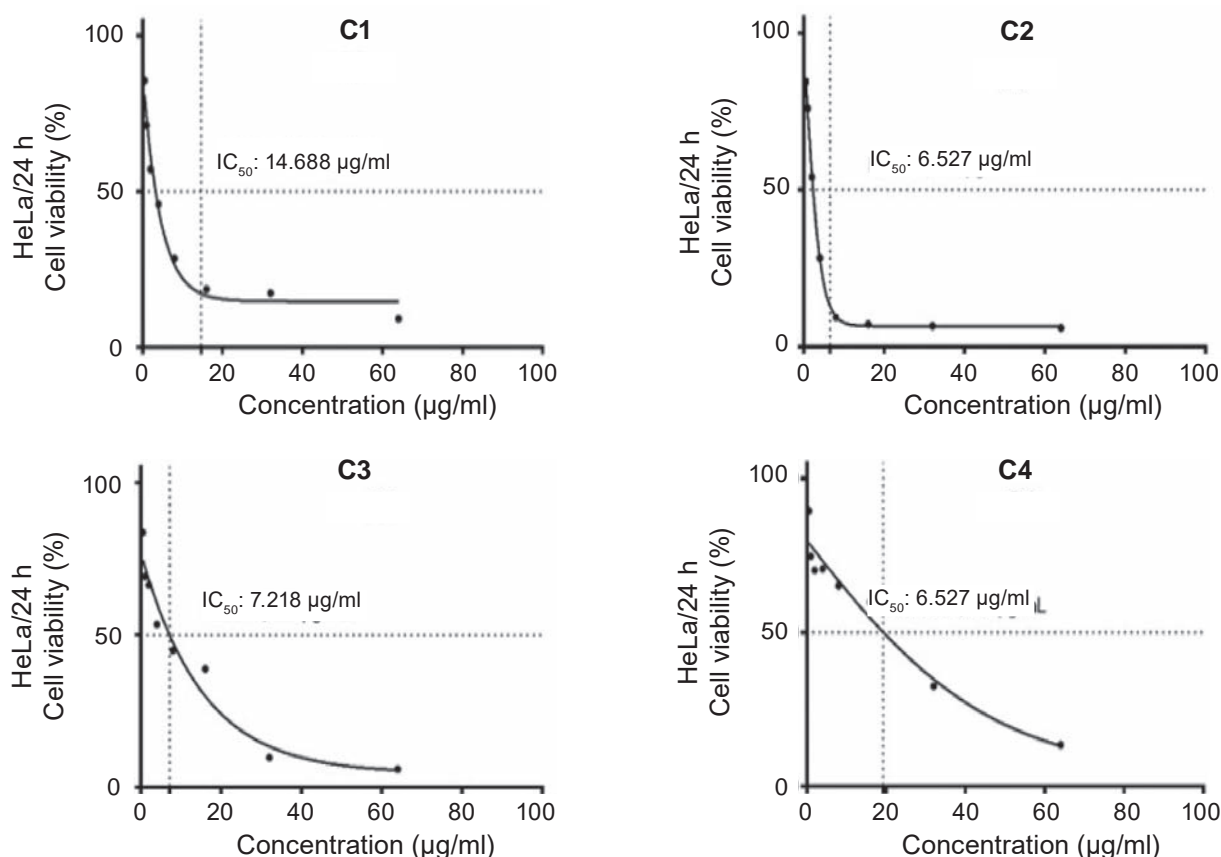 C1
HeLa/24 h
Cell viability (%)
100
50
0
IC50: 14.688 µg/ml
0 20 40 60 80 100
Concentration (µg/ml)
C2
HeLa/24 h
Cell viability (%)
100
50
0
IC50: 6.527 µg/ml
0 20 40 60 80 100
Concentration (µg/ml)
C3
HeLa/24 h
Cell viability (%)
100
50
0
IC50: 7.218 µg/ml
0 20 40 60 80 100
Concentration (µg/ml)
C4
HeLa/24 h
Cell viability (%)
100
50
0
IC50: 6.527 µg/ml
0 20 40 60 80 100
Concentration (µg/ml)